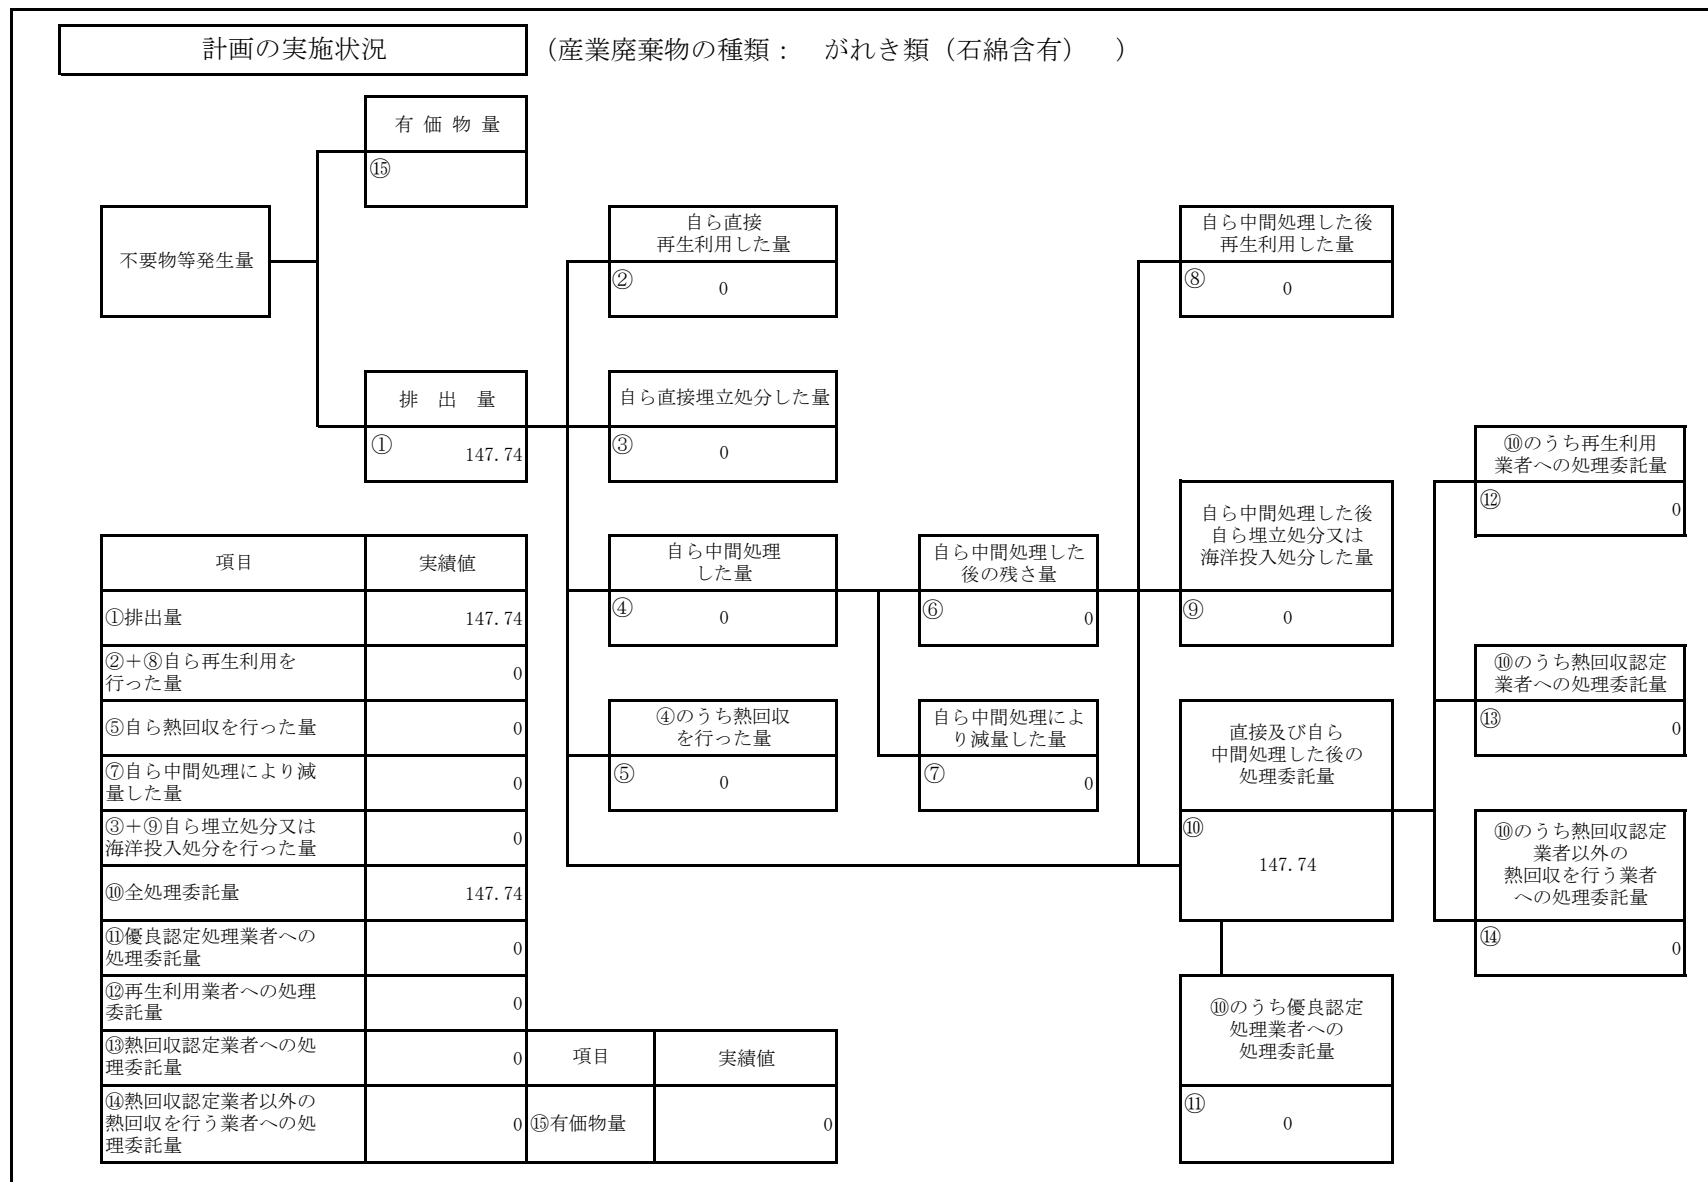 計画の実施状況
（産業廃棄物の種類： がれき類（石綿含有） ）
有 価 物 量
⑮
不要物等発生量
自ら直接
再生利用した量
②
0
自ら中間処理した後
再生利用した量
⑧
0
排 出 量
①
147.74
自ら直接埋立処分した量
③
0
⑩のうち再生利用
業者への処理委託量
⑫
0
自ら中間処理した後
自ら埋立処分又は
海洋投入処分した量
⑨
0
自ら中間処理
した量
④
0
自ら中間処理した
後の残さ量
⑥
0
⑩のうち熱回収認定
業者への処理委託量
⑬
0
④のうち熱回収
を行った量
⑤
0
自ら中間処理によ
り減量した量
⑦
0
直接及び自ら
中間処理した後の
処理委託量
⑩
147.74
⑩のうち熱回収認定
業者以外の
熱回収を行う業者
への処理委託量
⑭
0
⑩のうち優良認定
処理業者への
処理委託量
⑪
0
項目 実績値
①排出量 147.74
②＋⑧自ら再生利用を
行った量
0
⑤自ら熱回収を行った量 0
⑦自ら中間処理により減
量した量
0
③＋⑨自ら埋立処分又は
海洋投入処分を行った量
0
⑩全処理委託量 147.74
⑪優良認定処理業者への
処理委託量
0
⑫再生利用業者への処理
委託量
0
⑬熱回収認定業者への処
理委託量
0
⑭熱回収認定業者以外の
熱回収を行う業者への処
理委託量
0
項目 実績値
⑮有価物量 0